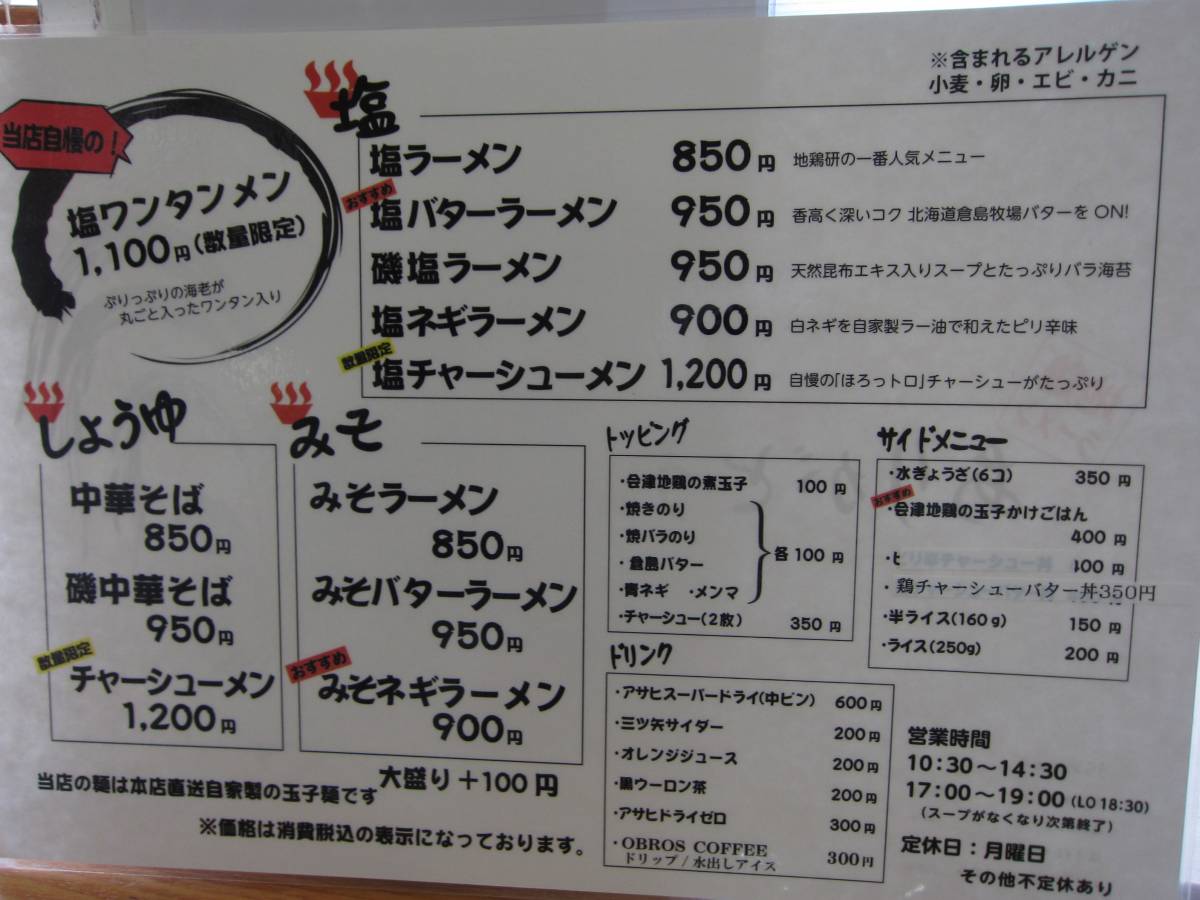 ※含まれるアレルゲン
小麦・卵・エビ・カニ
当店自慢の！
塩ワンタンメン
1,100円(数量限定)
ぷりっぷりの海老が
丸ごと入ったワンタン入り
塩
塩ラーメン 850円 地鶏研の一番人気メニュー
おすすめ
塩バターラーメン 950円 香高く深いコク 北海道倉島牧場バターを ON!
磯塩ラーメン 950円 天然昆布エキス入りスープとたっぷりバラ海苔
塩ネギラーメン 900円 白ネギを自家製ラー油で和えたピリ辛味
数量限定
塩チャーシューメン 1,200円 自慢の「ほろっトロ」チャーシューがたっぷり
しょうゆ
中華そば
850円
磯中華そば
950円
数量限定
チャーシューメン
1,200円
みそ
みそラーメン
850円
みそバターラーメン
950円
おすすめ
みそネギラーメン
900円
大盛り＋100円
当店の麺は本店直送自家製の玉子麺です
※価格は消費税込の表示になっております。
トッピング
・会津地鶏の煮玉子 100円
・焼きのり
・焼バラのり
・倉島バター
・青ネギ ・メンマ
各100円
・チャーシュー(2枚) 350円
ドリンク
・アサヒスーパードライ(中ビン) 600円
・三ツ矢サイダー 200円
・オレンジジュース 200円
・黒ウーロン茶 200円
・アサヒドライゼロ 300円
・OBROS COFFEE
ドリップ / 水出しアイス 300円
サイドメニュー
・水ぎょうざ(6コ) 350円
おすすめ
・会津地鶏の玉子かけごはん
400円
400円
・鶏チャーシューバター丼350円
・半ライス(160g) 150円
・ライス(250g) 200円
営業時間
10:30～14:30
17:00～19:00 (LO 18:30)
(スープがなくなり次第終了)
定休日：月曜日
その他不定休あり